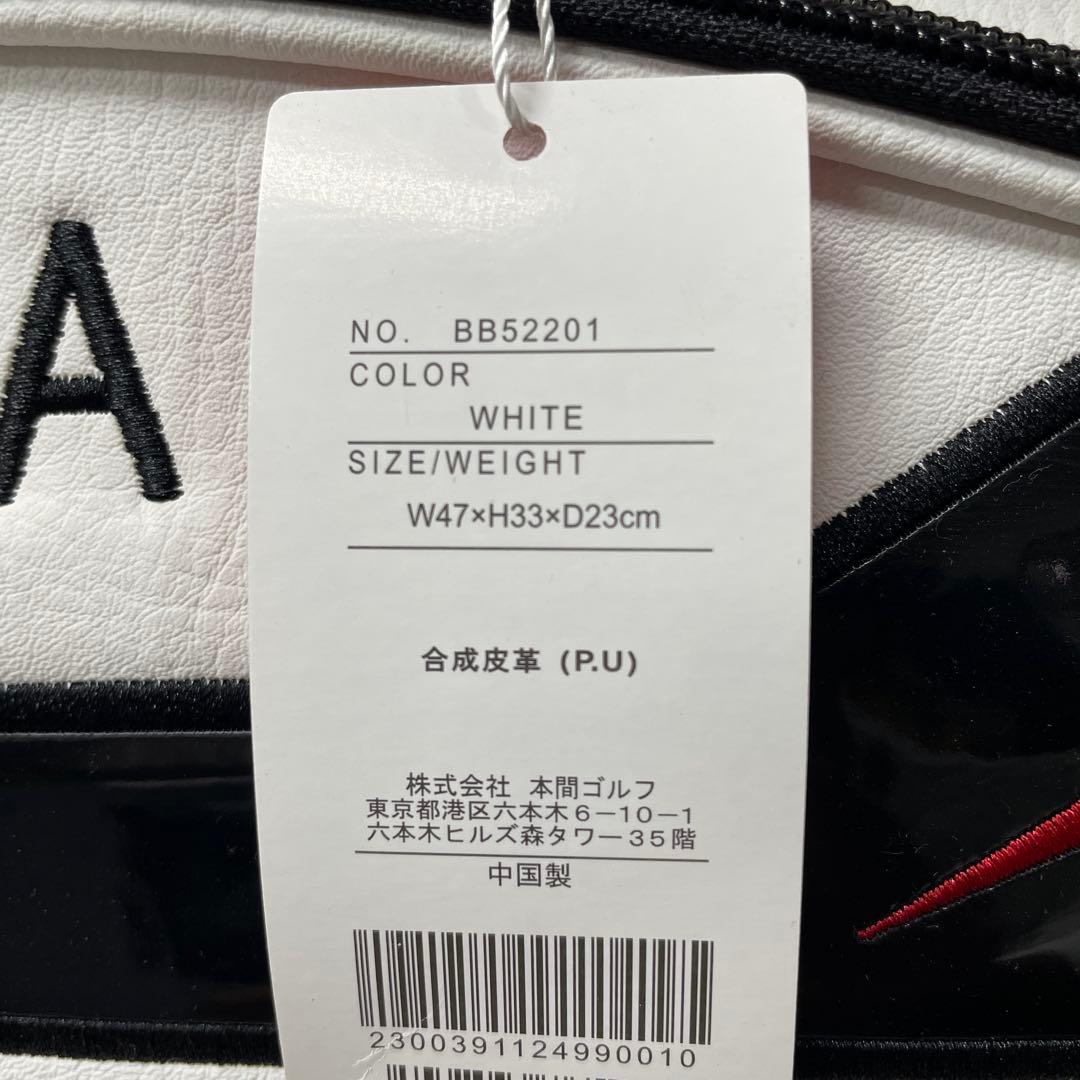 A
NO. BB52201
COLOR
WHITE
SIZE/WEIGHT
W47×H33×D23cm
合成皮革 (P.U)
株式会社 本間ゴルフ
東京都港区六本木6-10-1
六本木ヒルズ森タワー35階
中国製
2300391124990010